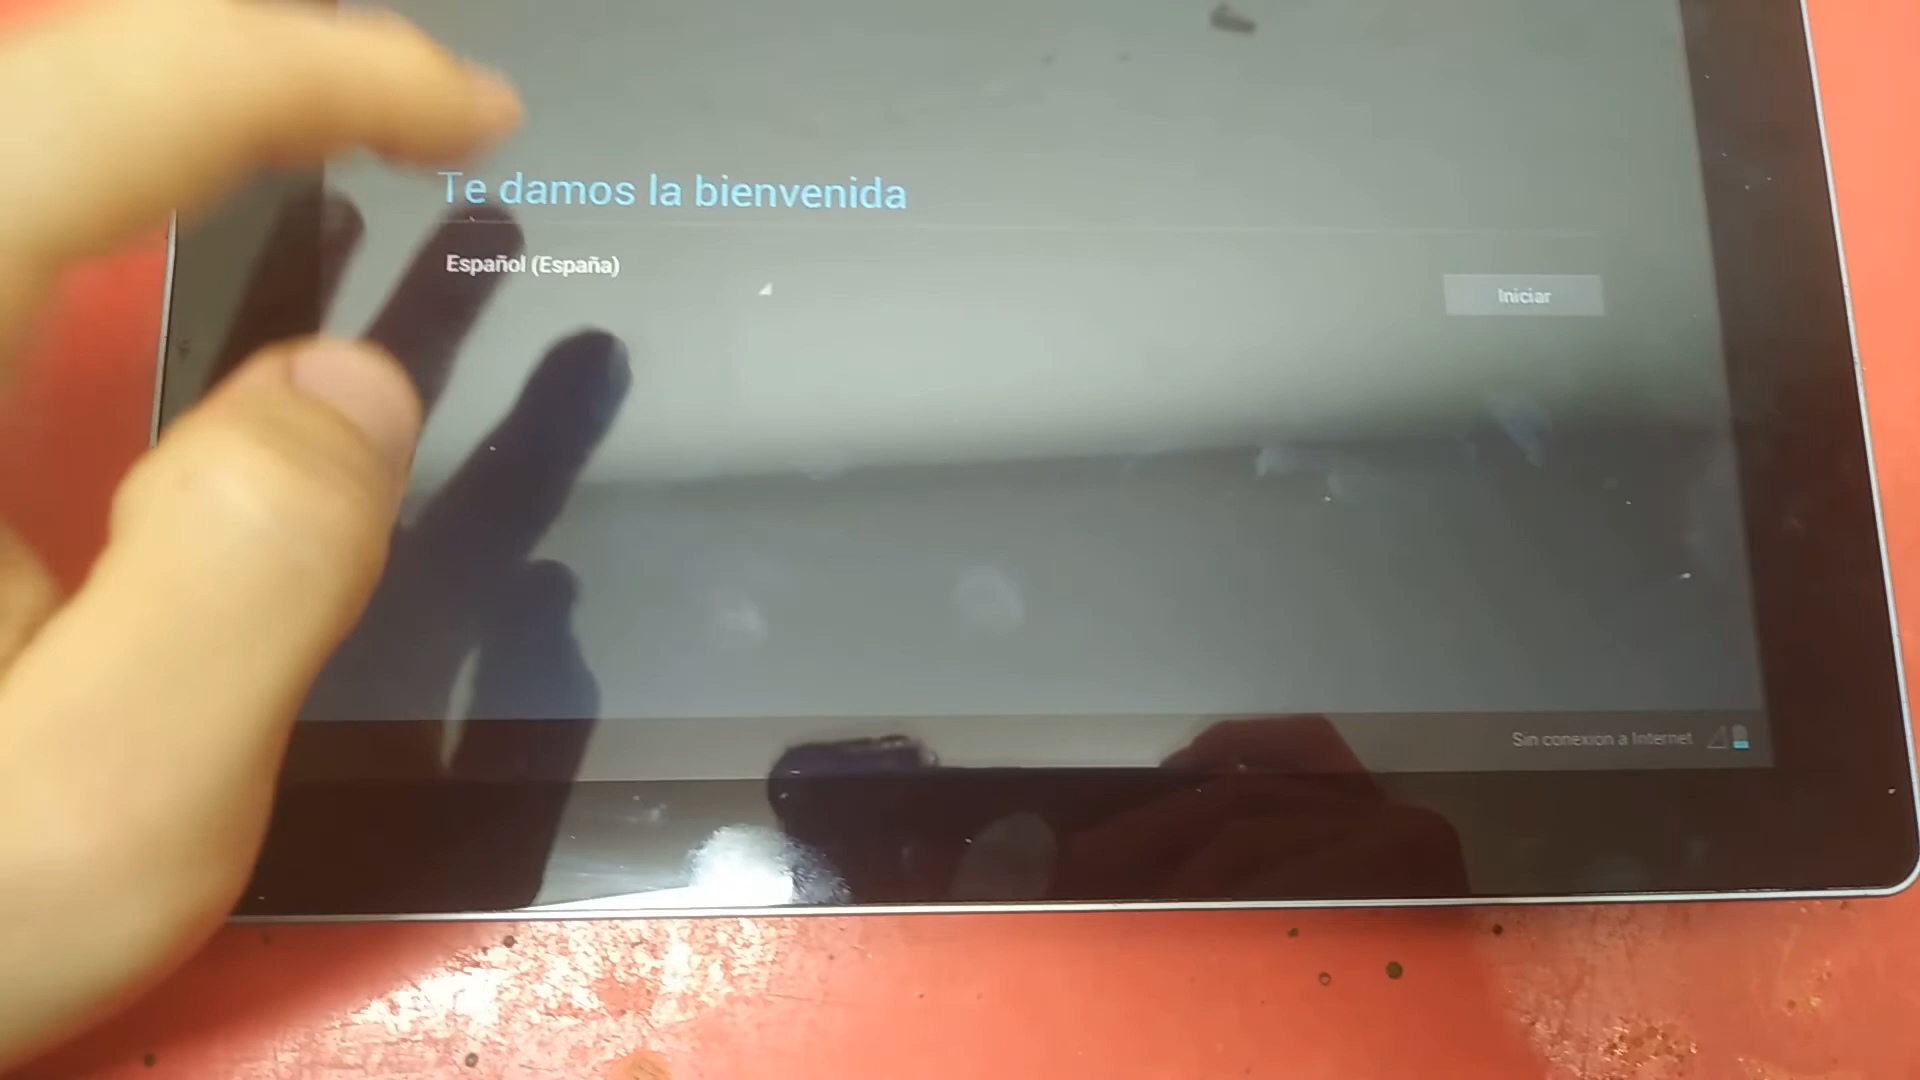 Te damos la bienvenida
Español (España)
Iniciar
Sin conexion a Internet